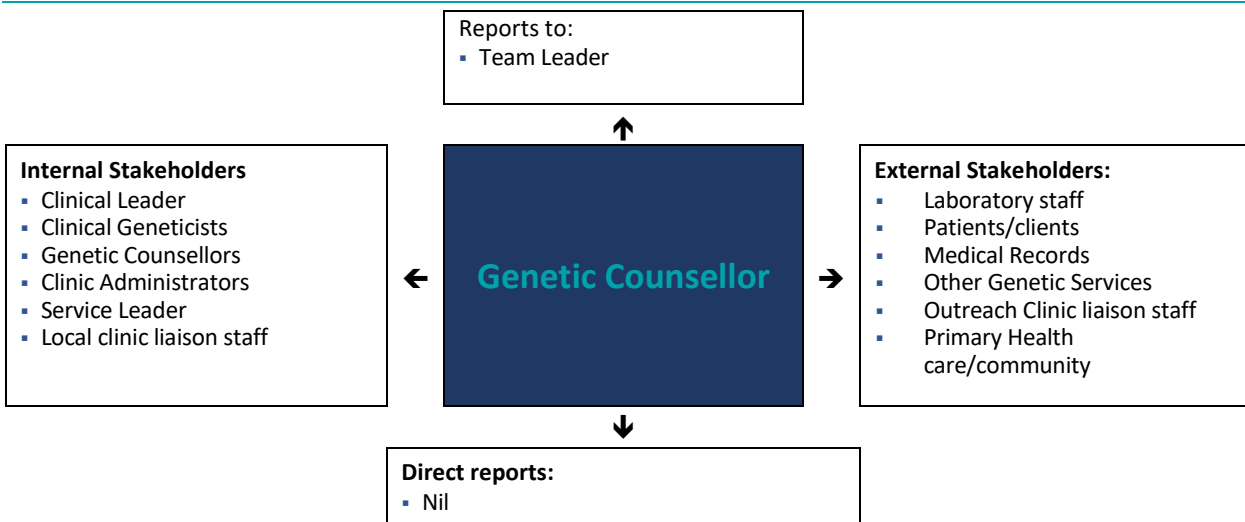 Reports to:
▪ Team Leader
Internal Stakeholders
▪ Clinical Leader
▪ Clinical Geneticists
▪ Genetic Counsellors
▪ Clinic Administrators
▪ Service Leader
▪ Local clinic liaison staff
Genetic Counsellor
External Stakeholders:
▪ Laboratory staff
▪ Patients/clients
▪ Medical Records
▪ Other Genetic Services
▪ Outreach Clinic liaison staff
▪ Primary Health
care/community
Direct reports:
▪ Nil